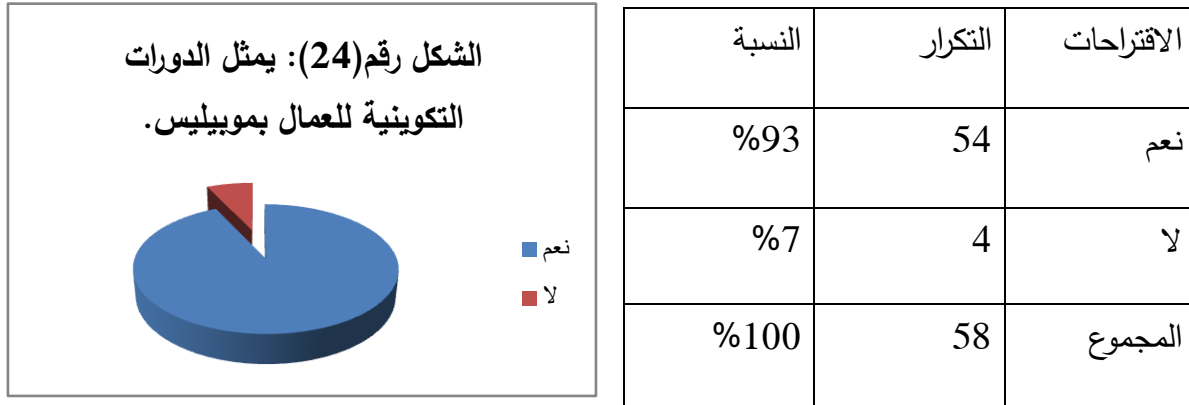 الشكل رقم(24): يمثل الدورات
التكوينية للعمال بموبيليس.
نعم
لا
الاقتراحات التكرار النسبة
نعم 54 %93
لا 4 %7
المجموع 58 %100